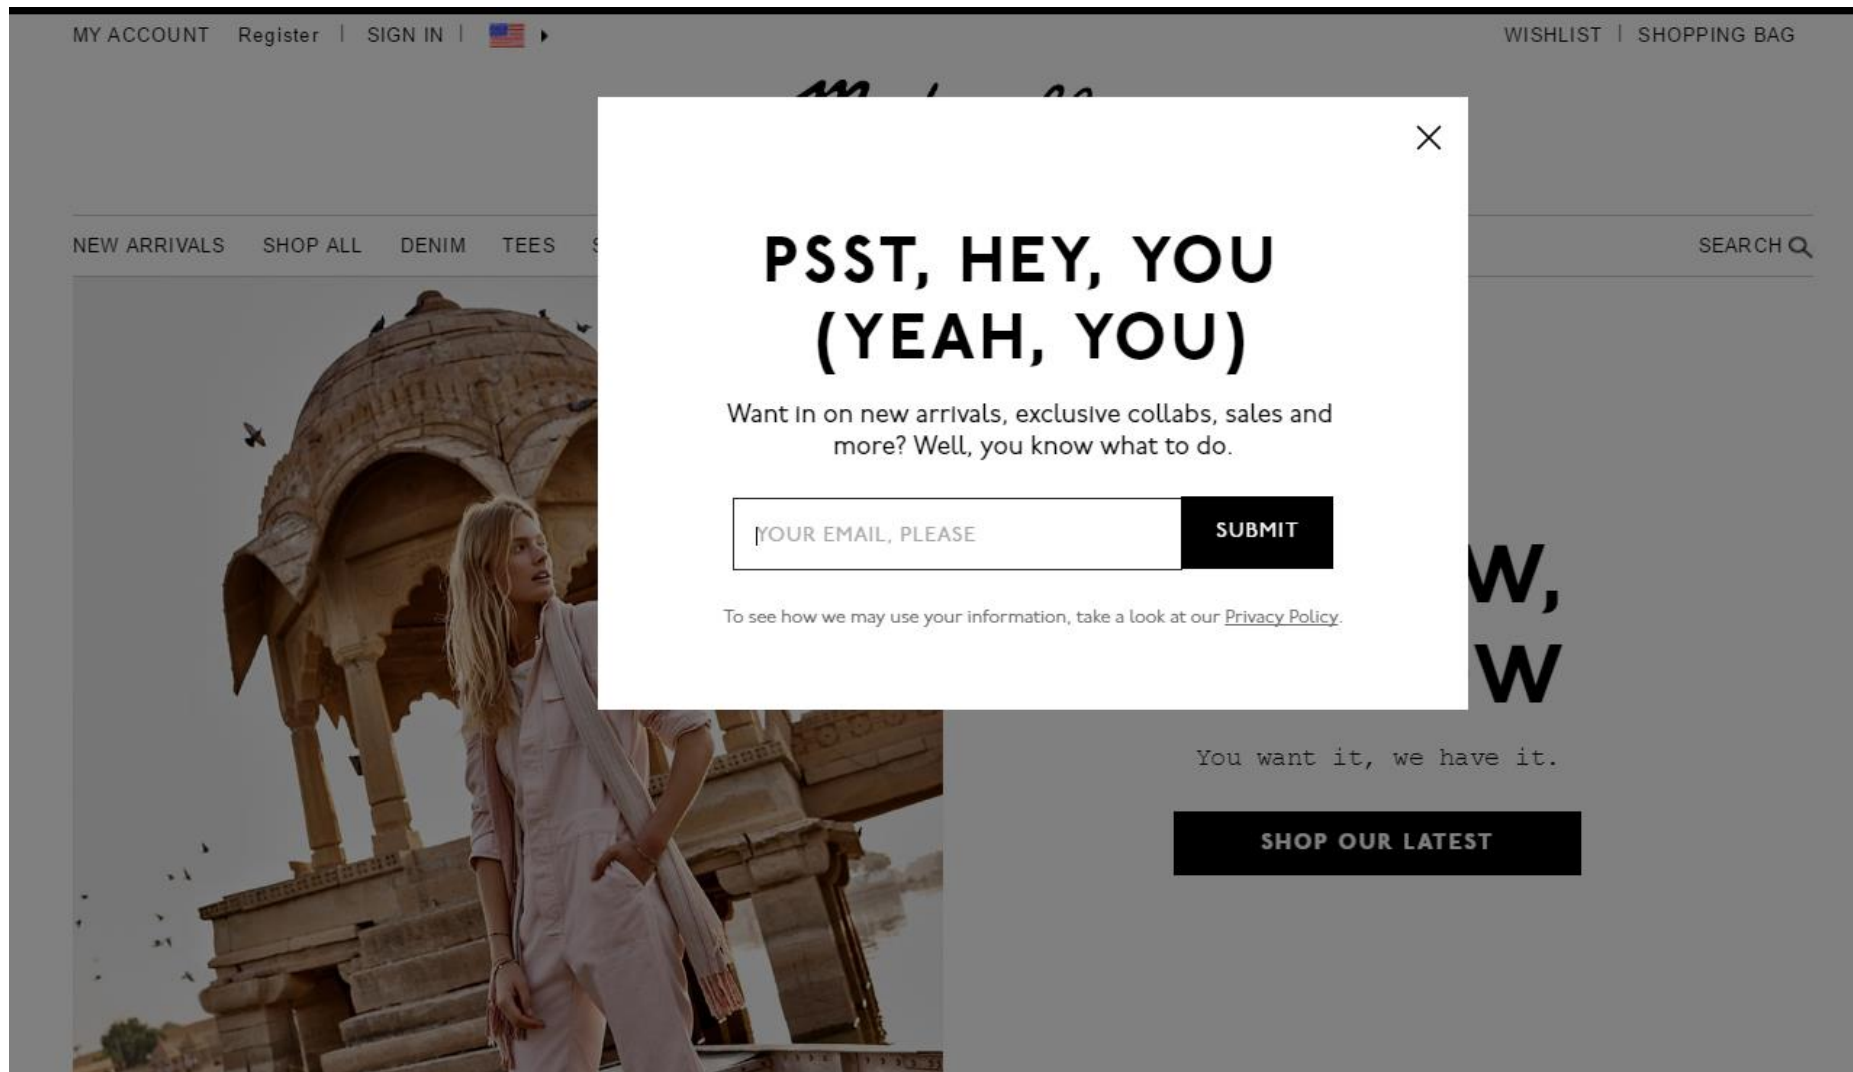 MY ACCOUNT Register | SIGN IN |
WISHLIST | SHOPPING BAG
NEW ARRIVALS SHOP ALL DENIM TEES
SEARCH
PSST, HEY, YOU
(YEAH, YOU)
Want in on new arrivals, exclusive collabs, sales and
more? Well, you know what to do.
YOUR EMAIL, PLEASE
SUBMIT
To see how we may use your information, take a look at our Privacy Policy.
W,
W
You want it, we have it.
SHOP OUR LATEST